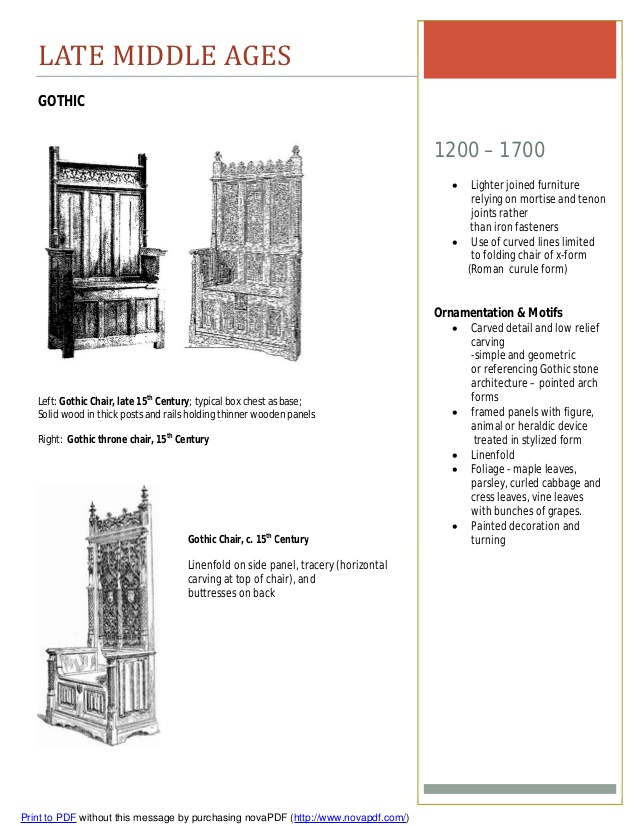 LATE MIDDLE AGES
GOTHIC
Left: Gothic Chair, late 15th Century; typical box chest as base;
Solid wood in thick posts and rails holding thinner wooden panels
Right: Gothic throne chair, 15th Century
Gothic Chair, c. 15th Century
Linenfold on side panel, tracery (horizontal
carving at top of chair), and
buttresses on back
1200 – 1700
• Lighter joined furniture
relying on mortise and tenon
joints rather
than iron fasteners
• Use of curved lines limited
to folding chair of x-form
(Roman curule form)
Ornamentation & Motifs
• Carved detail and low relief
carving
-simple and geometric
or referencing Gothic stone
architecture – pointed arch
forms
• framed panels with figure,
animal or heraldic device
treated in stylized form
• Linenfold
• Foliage - maple leaves,
parsley, curled cabbage and
cress leaves, vine leaves
with bunches of grapes.
• Painted decoration and
turning
Print to PDF without this message by purchasing novaPDF (http://www.novapdf.com/)